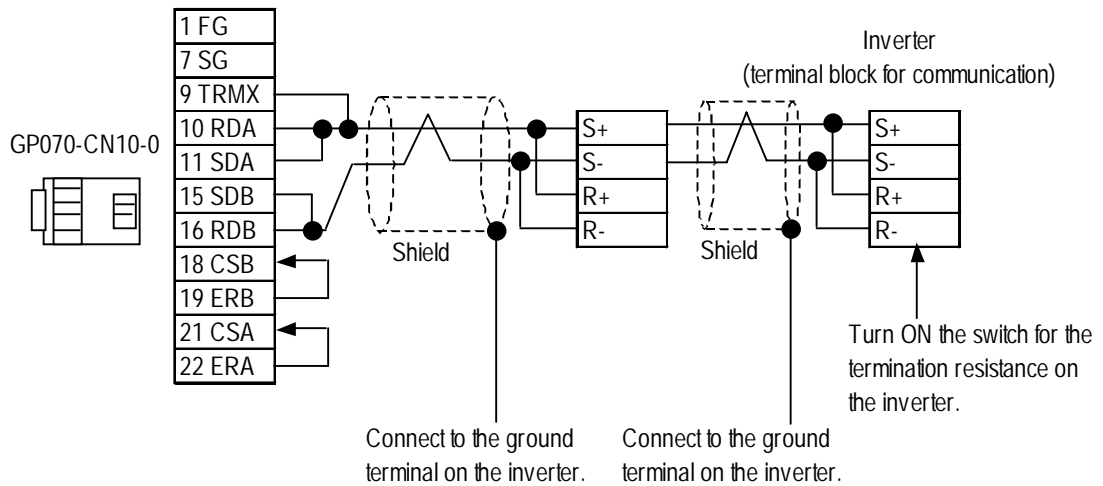 GP070-CN10-0
1 FG
7 SG
9 TRMX
10 RDA
11 SDA
15 SDB
16 RDB
18 CSB
19 ERB
21 CSA
22 ERA
Shield
Connect to the ground
terminal on the inverter.
S+
S-
R+
R-
Shield
Connect to the ground
terminal on the inverter.
Inverter
(terminal block for communication)
S+
S-
R+
R-
Turn ON the switch for the
termination resistance on
the inverter.